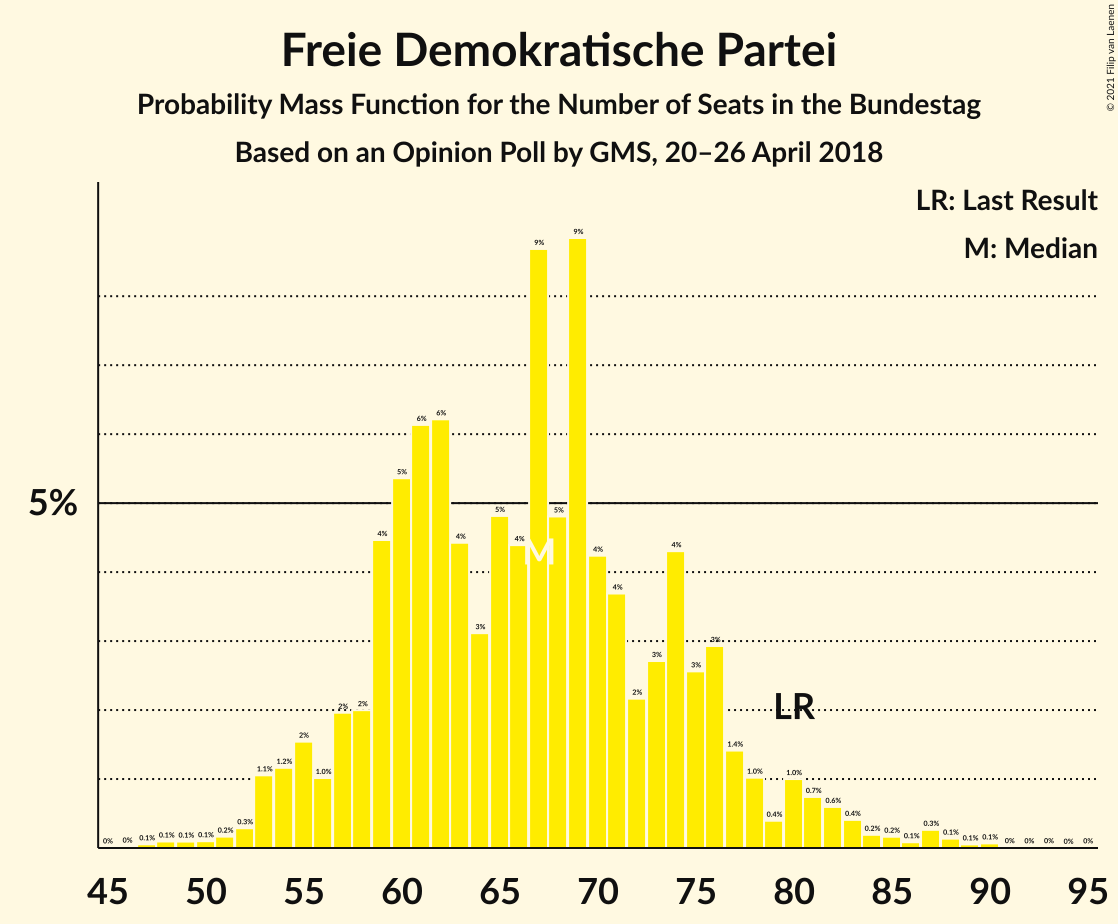 © 2021 Filip van Laenen
Freie Demokratische Partei
Probability Mass Function for the Number of Seats in the Bundestag
Based on an Opinion Poll by GMS, 20–26 April 2018
LR: Last Result
M: Median
5%
0% 0% 0.1% 0.1% 0.1% 0.1% 0.2% 0.3% 1.1% 1.2% 2% 1.0% 2% 2% 4% 5% 6% 6% 4% 3% 5% 4% 9% 5% 9% 4% 4% 2% 3% 4% 3% 3% 1.4% 1.0% 0.4% 1.0% 0.7% 0.6% 0.4% 0.2% 0.2% 0.1% 0.3% 0.1% 0.1% 0.1% 0% 0% 0% 0% 0%
M
LR
45 50 55 60 65 70 75 80 85 90 95